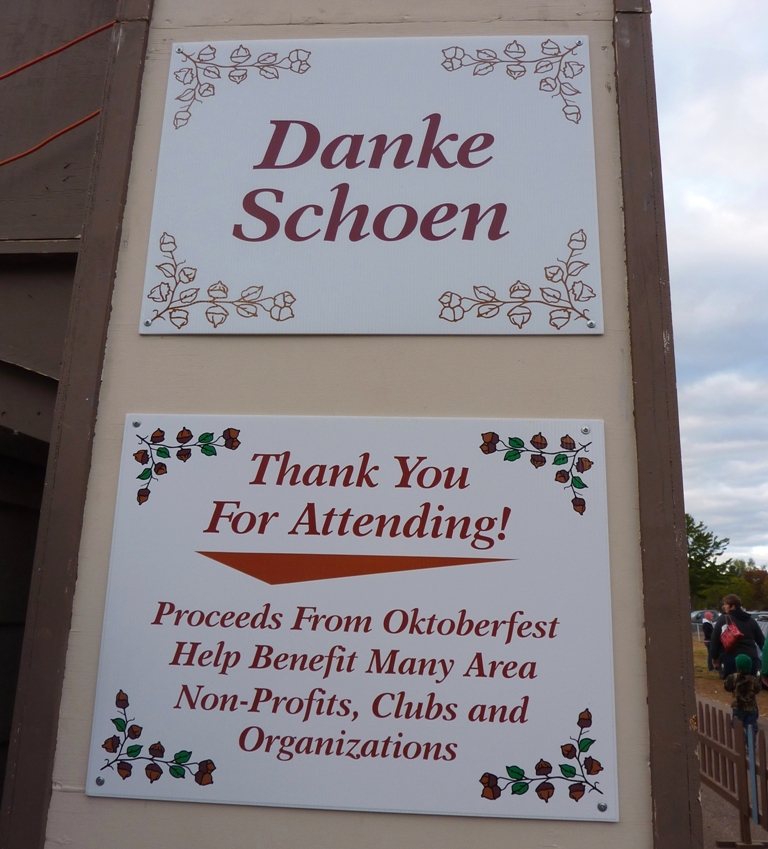 Danke
Schoen
Thank You
For Attending!
Proceeds From Oktoberfest
Help Benefit Many Area
Non-Profits, Clubs and
Organizations